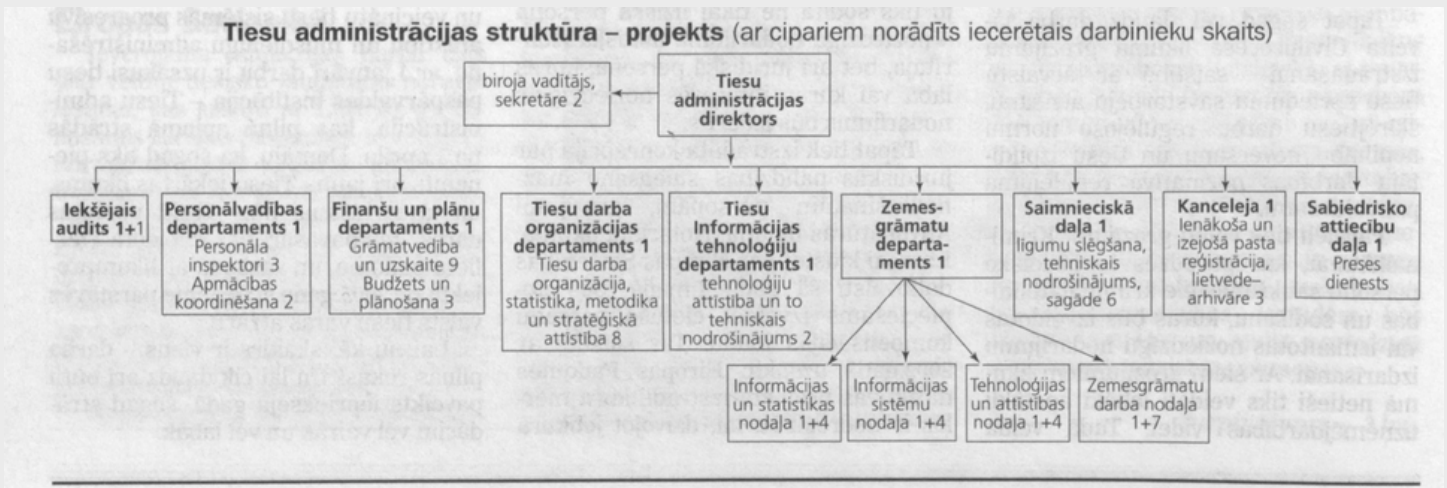 Tiesu administrācijas struktūra – projekts (ar cipariem norādīts iecerētais darbinieku skaits)
biroja vadītājs,
sekretāre 2
Tiesu
administrācijas
direktors
Iekšējais
audits 1+1
Personālvadības
departaments 1
Personāla
inspektori 3
Apmācības
koordinēšana 2
Finanšu un plānu
departaments 1
Grāmatvedība
un uzskaite 9
Budžets un
plānošana 3
Tiesu darba
organizācijas
departaments 1
Tiesu darba
organizācija,
statistika, metodika
un stratēģiskā
attīstība 6
Tiesu
Informācijas
tehnoloģiju
departaments 1
tehnoloģiju
attīstība un to
tehniskais
nodrošinājums 2
Zemes-
grāmatu
departa-
ments 1
Saimnieciskā
daļa 1
līgumu slēgšana,
tehniskais
nodrošinājums,
sagāde 6
Kanceleja 1
Ienākošā un
izejošā pasta
reģistrācija,
lietvede–
arhivāre 3
Sabiedrisko
attiecību
daļa 1
Preses
dienests
Informācijas
un statistikas
nodaļa 1+4
Informācijas
sistēmu
nodaļa 1+4
Tehnoloģijas
un attīstības
nodaļa 1+4
Zemesgrāmatu
darba nodaļa
1+7